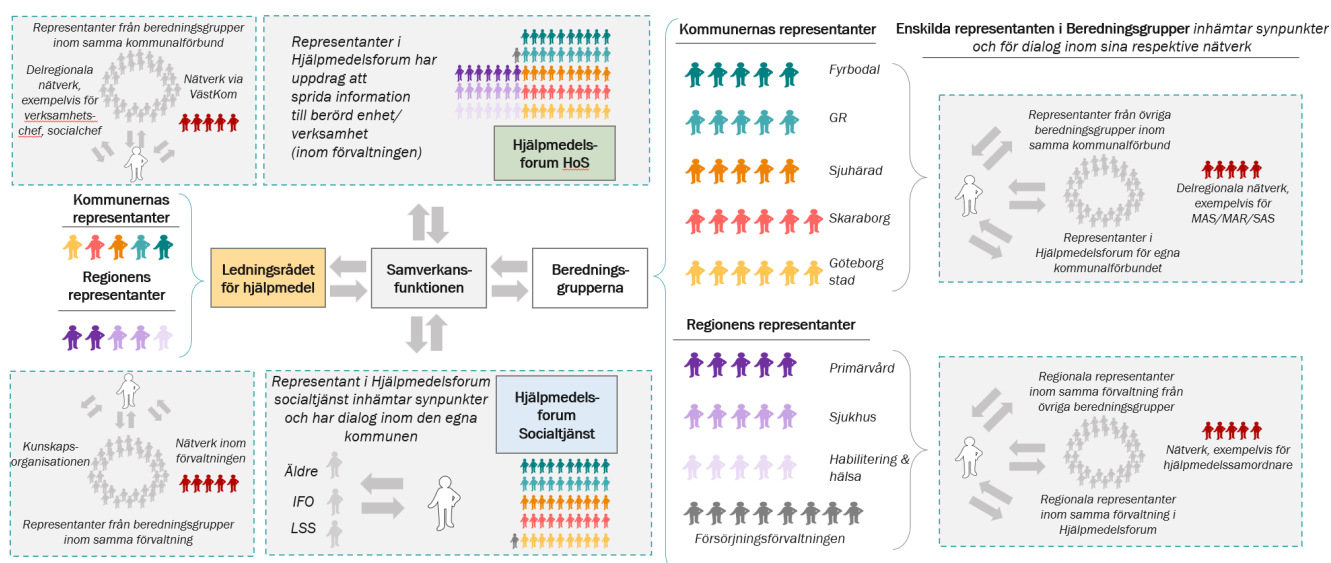 Representanter från beredningsgrupper
inom samma kommunalförbund
Delregionala
nätverk,
exempelvis för
verksamhets-
chef, socialchef
Nätverk via
VästKom
Representanter i
Hjälpmedelsforum har
uppdrag att
sprida information
till berörd enhet/
verksamhet
(inom förvaltningen)
Hjälpmedels-
forum HoS
Kommunernas
representanter
Regionens
representanter
Ledningsrådet
för hjälpmedel
Samverkans-
funktionen
Berednings-
grupperna
Kunskaps-
organisationen
Nätverk inom
förvaltningen
Representanter från beredningsgrupper
inom samma förvaltning
Representant i Hjälpmedelsforum
socialtjänst inhämtar synpunkter
och har dialog inom den egna
kommunen
Hjälpmedels-
forum
Socialtjänst
Äldre
IFO
LSS
Kommunernas representanter
Fyrbodal
GR
Sjuhärad
Skaraborg
Göteborg
stad
Regionens representanter
Primärvård
Sjukhus
Habilitering &
hälsa
Försörjningsförvaltningen
Enskilda representanten i Beredningsgrupper inhämtar synpunkter
och för dialog inom sina respektive nätverk
Representanter från övriga
beredningsgrupper inom
samma kommunalförbund
Delregionala nätverk,
exempelvis för
MAS/MAR/SAS
Representanter i
Hjälpmedelsforum för egna
kommunalförbundet
Regionala representanter
inom samma förvaltning från
övriga beredningsgrupper
Nätverk, exempelvis för
hjälpmedelssamordnare
Regionala representanter
inom samma förvaltning i
Hjälpmedelsforum